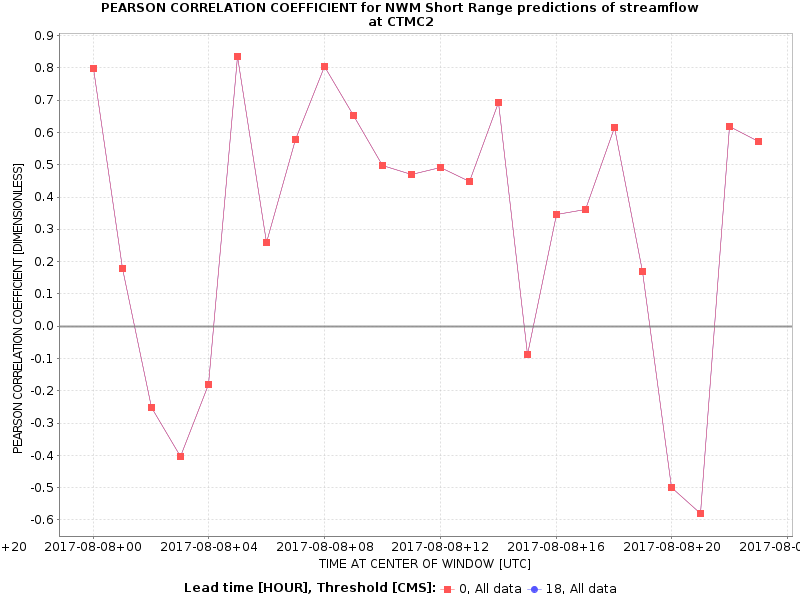 PEARSON CORRELATION COEFFICIENT for NWM Short Range predictions of streamflow
at CTMC2
PEARSON CORRELATION COEFFICIENT [DIMENSIONLESS]
0.9
0.8
0.7
0.6
0.5
0.4
0.3
0.2
0.1
0.0
-0.1
-0.2
-0.3
-0.4
-0.5
-0.6
+20 2017-08-08+00 2017-08-08+04 2017-08-08+08 2017-08-08+12 2017-08-08+16 2017-08-08+20 2017-08-0
TIME AT CENTER OF WINDOW [UTC]
Lead time [HOUR], Threshold [CMS]: 0, All data 18, All data